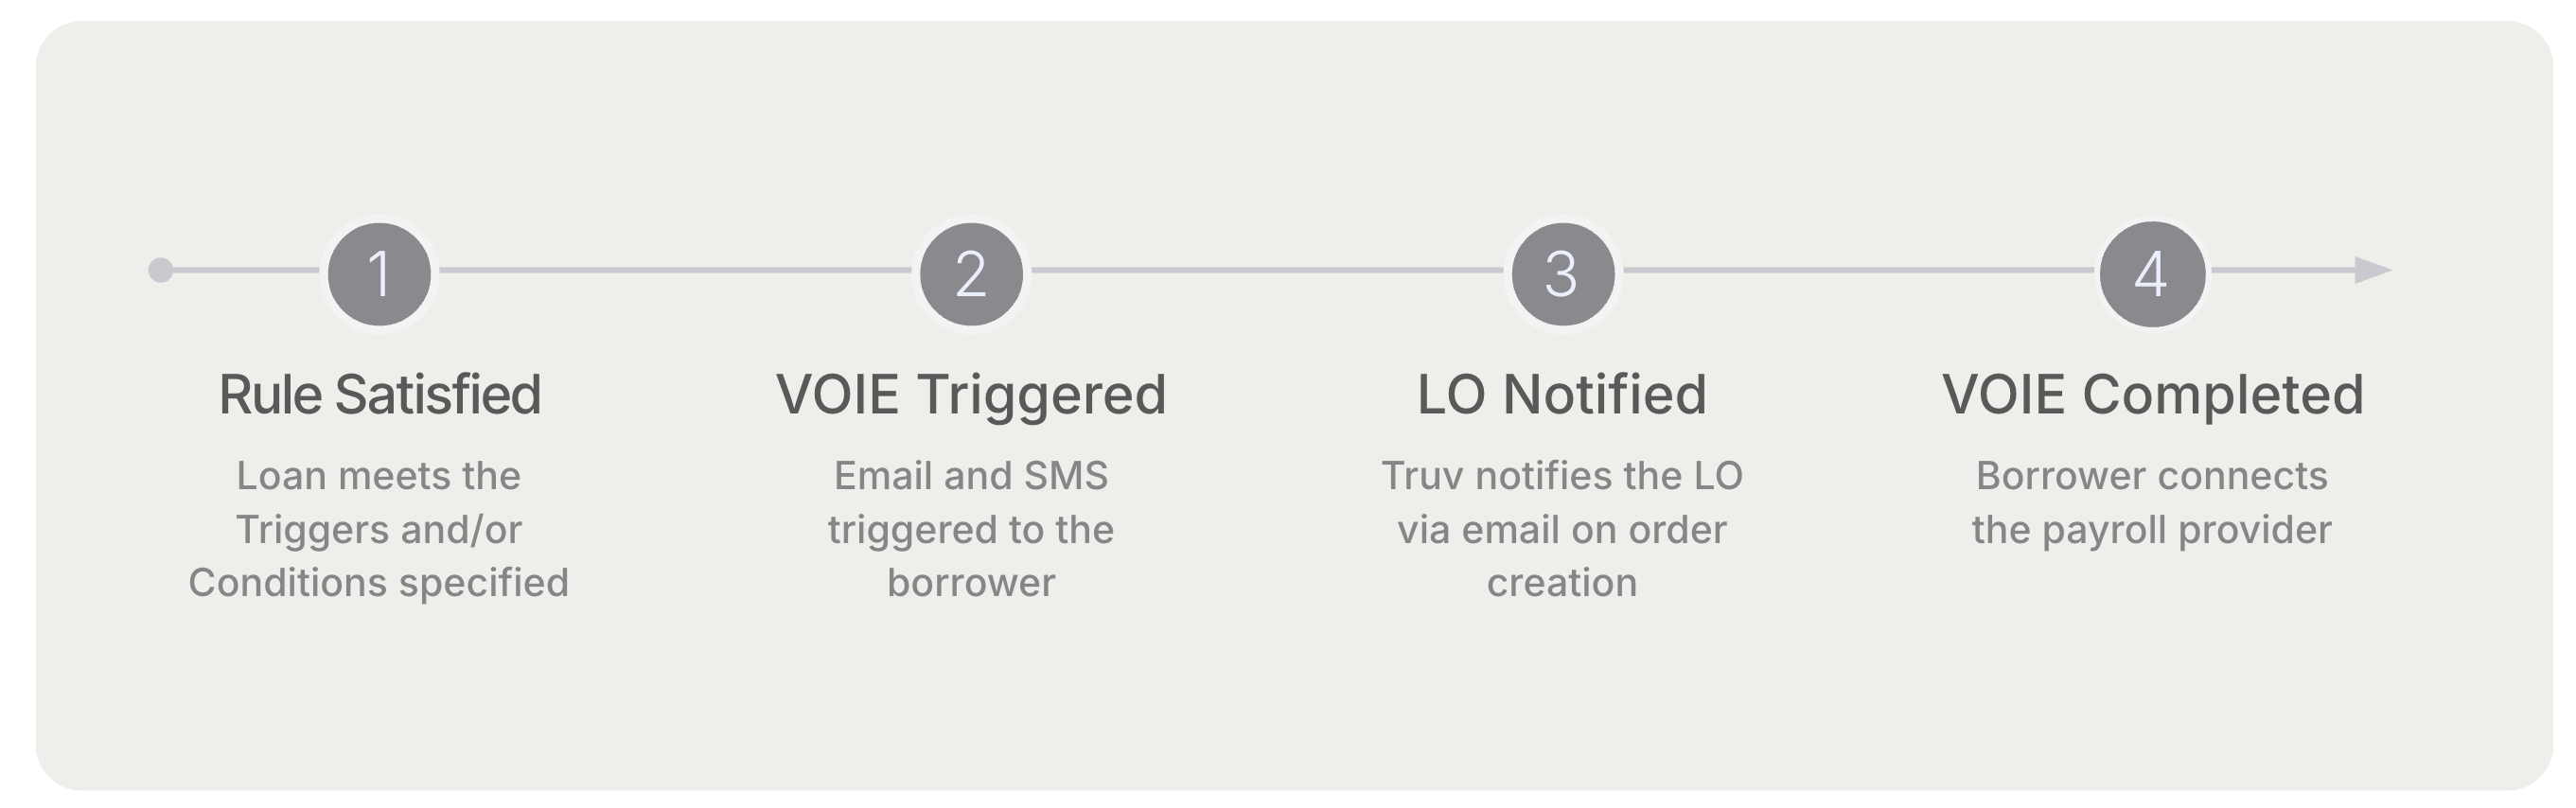 1
Rule Satisfied
Loan meets the
Triggers and/or
Conditions specified
2
VOIE Triggered
Email and SMS
triggered to the
borrower
3
LO Notified
Truv notifies the LO
via email on order
creation
4
VOIE Completed
Borrower connects
the payroll provider